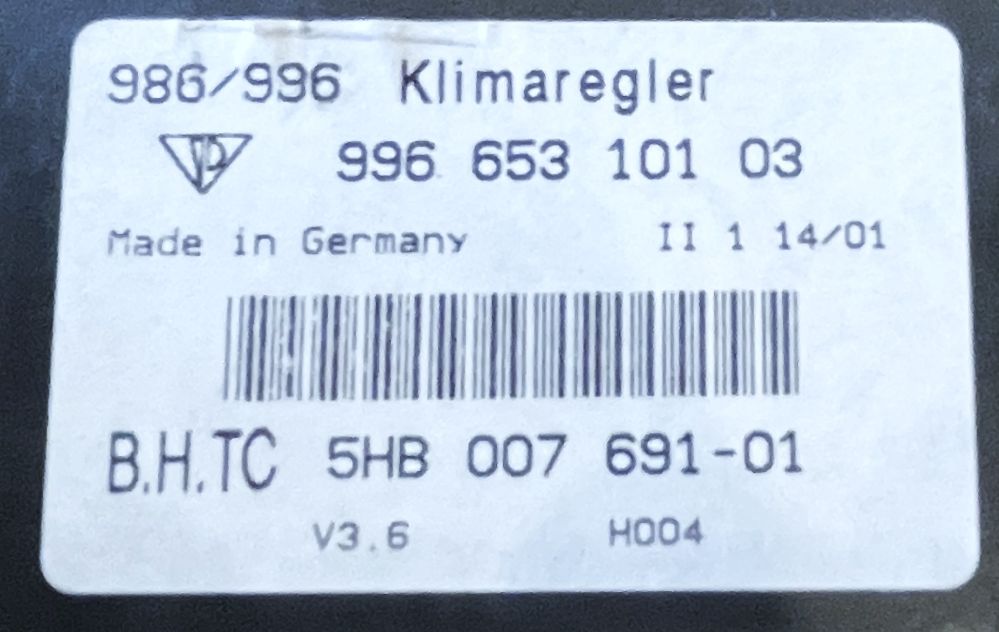 986/996 Klimaregler
996 653 101 03
Made in Germany II 1 14/01
B.H.TC 5HB 007 691-01
V3.6 H004